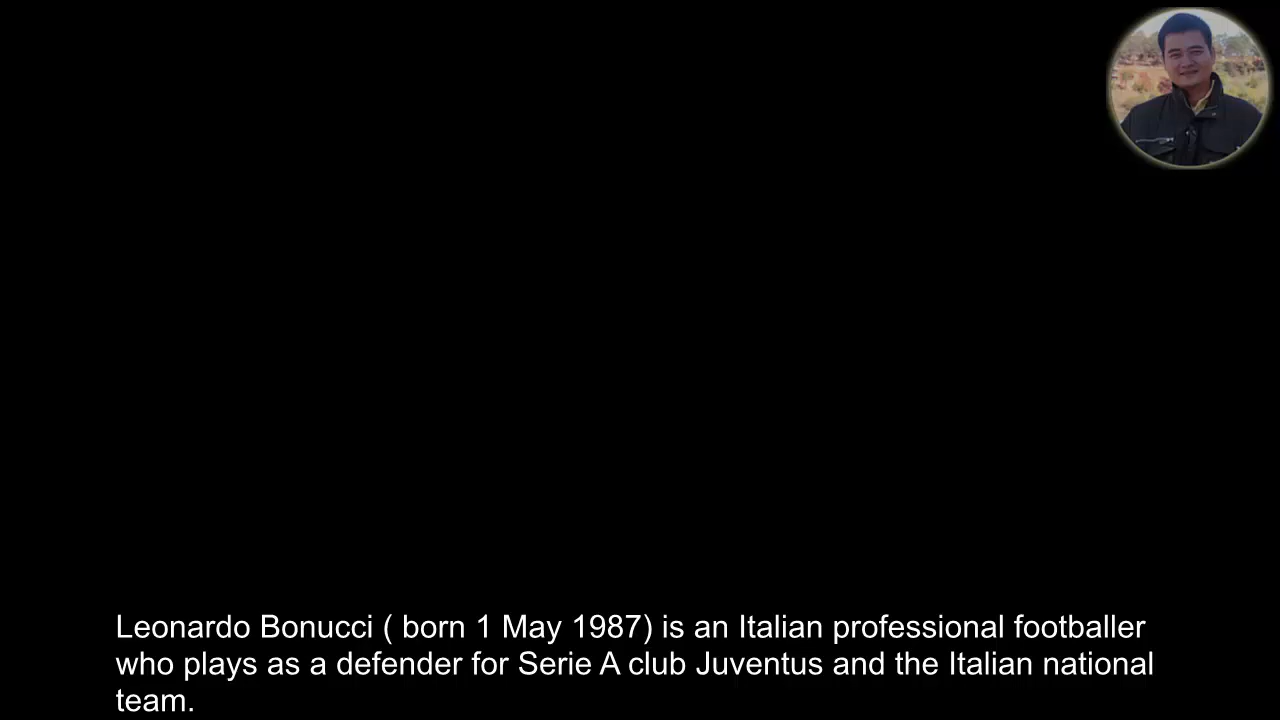 Leonardo Bonucci ( born 1 May 1987) is an Italian professional footballer
who plays as a defender for Serie A club Juventus and the Italian national
team.